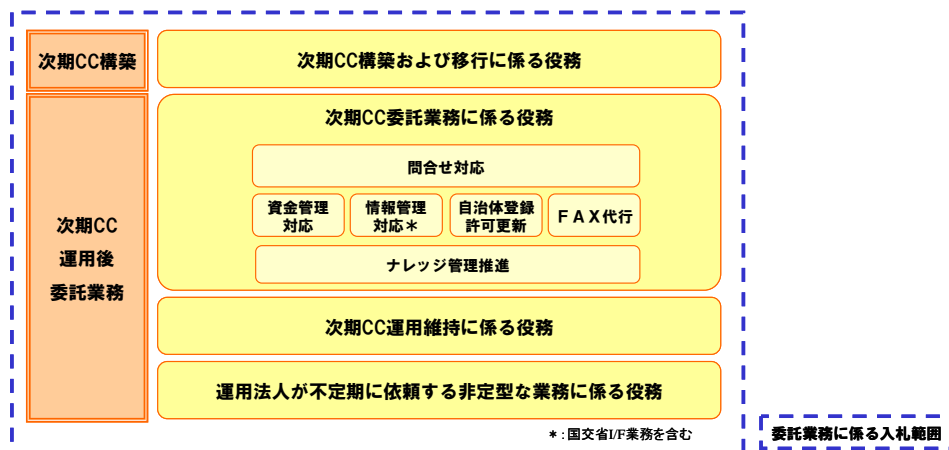 次期CC構築
次期CC構築および移行に係る役務
次期CC
運用後
委託業務
次期CC委託業務に係る役務
問合せ対応
資金管理
対応
情報管理
対応＊
自治体登録
許可更新
ＦＡＸ代行
ナレッジ管理推進
次期CC運用維持に係る役務
運用法人が不定期に依頼する非定型な業務に係る役務
＊：国交省I/F業務を含む
委託業務に係る入札範囲